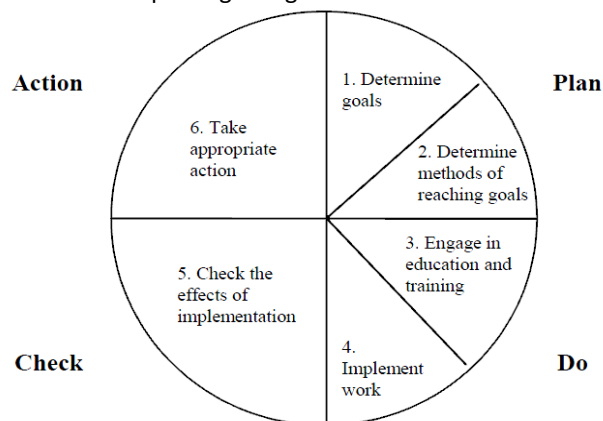 Action
Plan
1. Determine
goals
2. Determine
methods of
reaching goals
3. Engage in
education and
training
4.
Implement
work
5. Check the
effects of
implementation
6. Take
appropriate
action
Check
Do